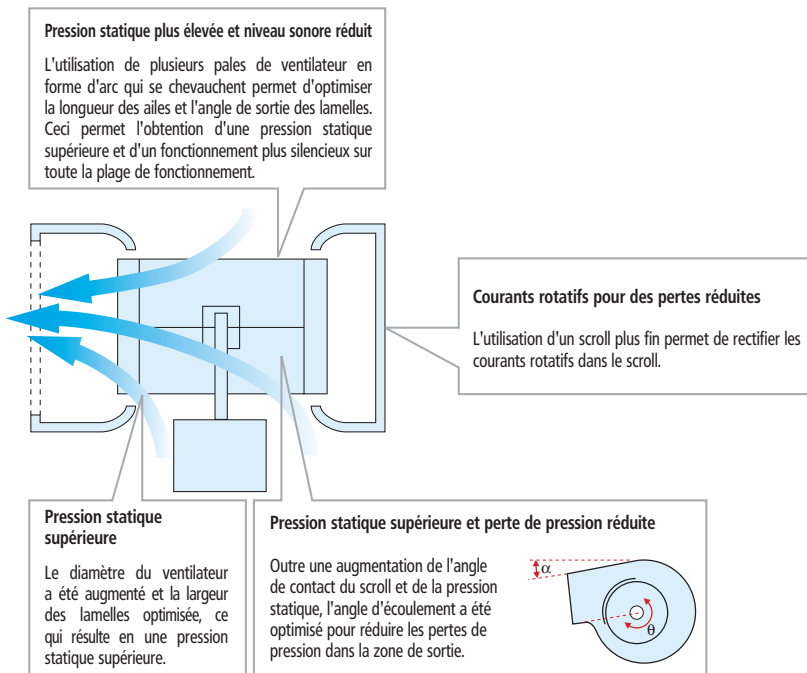 Pression statique plus élevée et niveau sonore réduit
L'utilisation de plusieurs pales de ventilateur en
forme d'arc qui se chevauchent permet d'optimiser
la longueur des ailes et l'angle de sortie des lamelles.
Ceci permet l'obtention d'une pression statique
supérieure et d'un fonctionnement plus silencieux sur
toute la plage de fonctionnement.
Courants rotatifs pour des pertes réduites
L'utilisation d'un scroll plus fin permet de rectifier les
courants rotatifs dans le scroll.
Pression statique
supérieure
Le diamètre du ventilateur
a été augmenté et la largeur
des lamelles optimisée, ce
qui résulte en une pression
statique supérieure.
Pression statique supérieure et perte de pression réduite
Outre une augmentation de l'angle
de contact du scroll et de la pression
statique, l'angle d'écoulement a été
optimisé pour réduire les pertes de
pression dans la zone de sortie.
α
θ